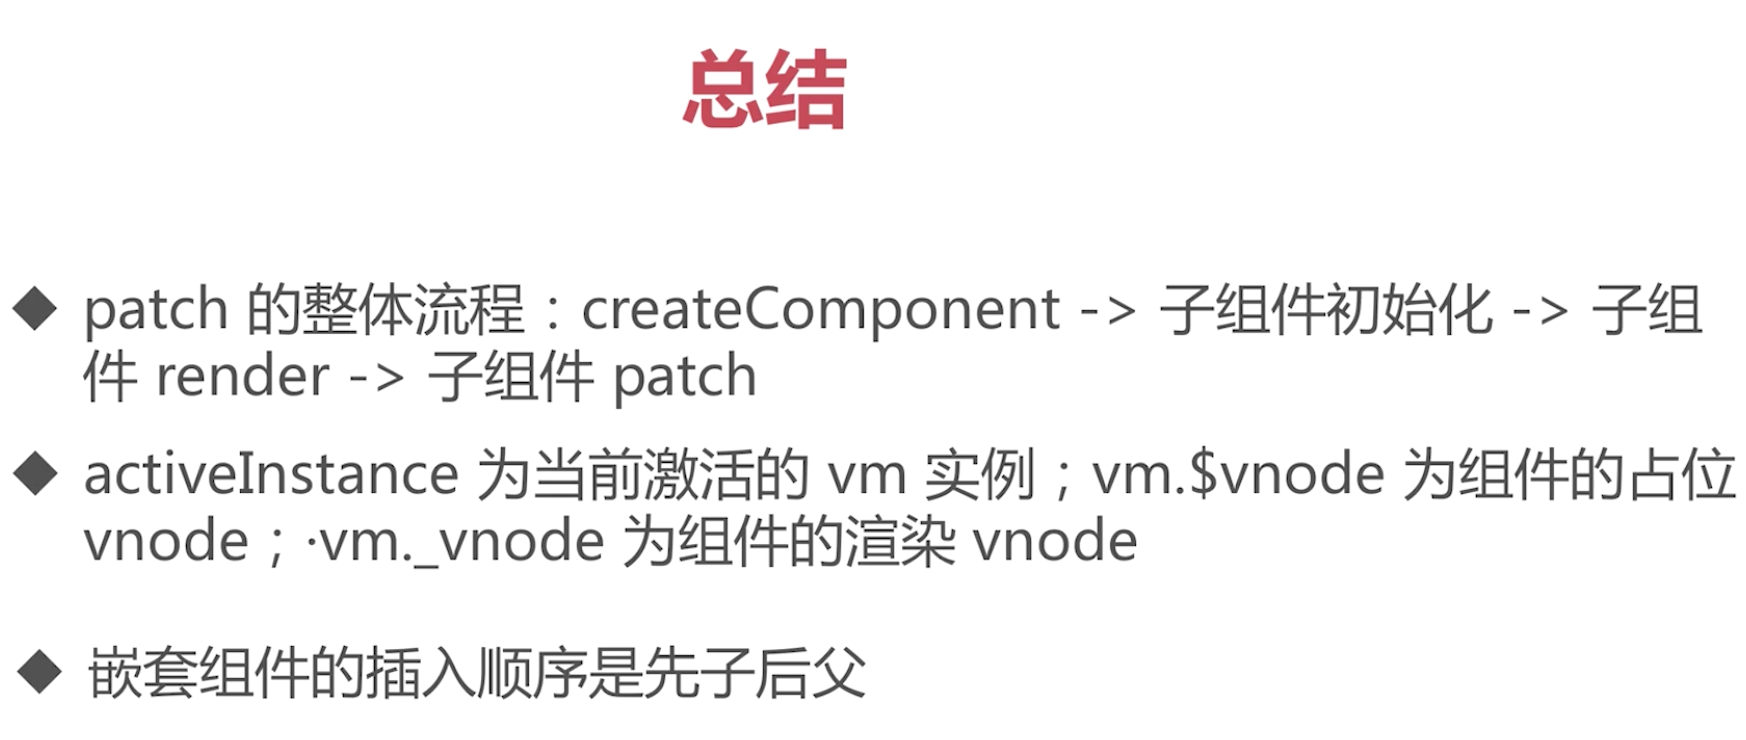 总结
◆ patch 的整体流程：createComponent -> 子组件初始化 -> 子组
件 render -> 子组件 patch
◆ activeInstance 为当前激活的 vm 实例；vm.$vnode 为组件的占位
vnode；·vm._vnode 为组件的渲染 vnode
◆ 嵌套组件的插入顺序是先子后父